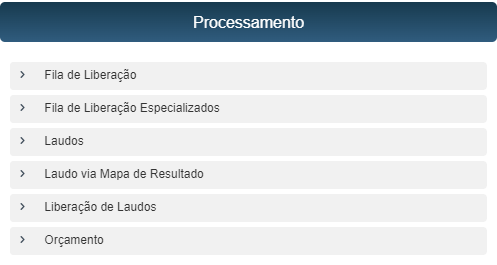 Processamento
Fila de Liberação
Fila de Liberação Especializados
Laudos
Laudo via Mapa de Resultado
Liberação de Laudos
Orçamento